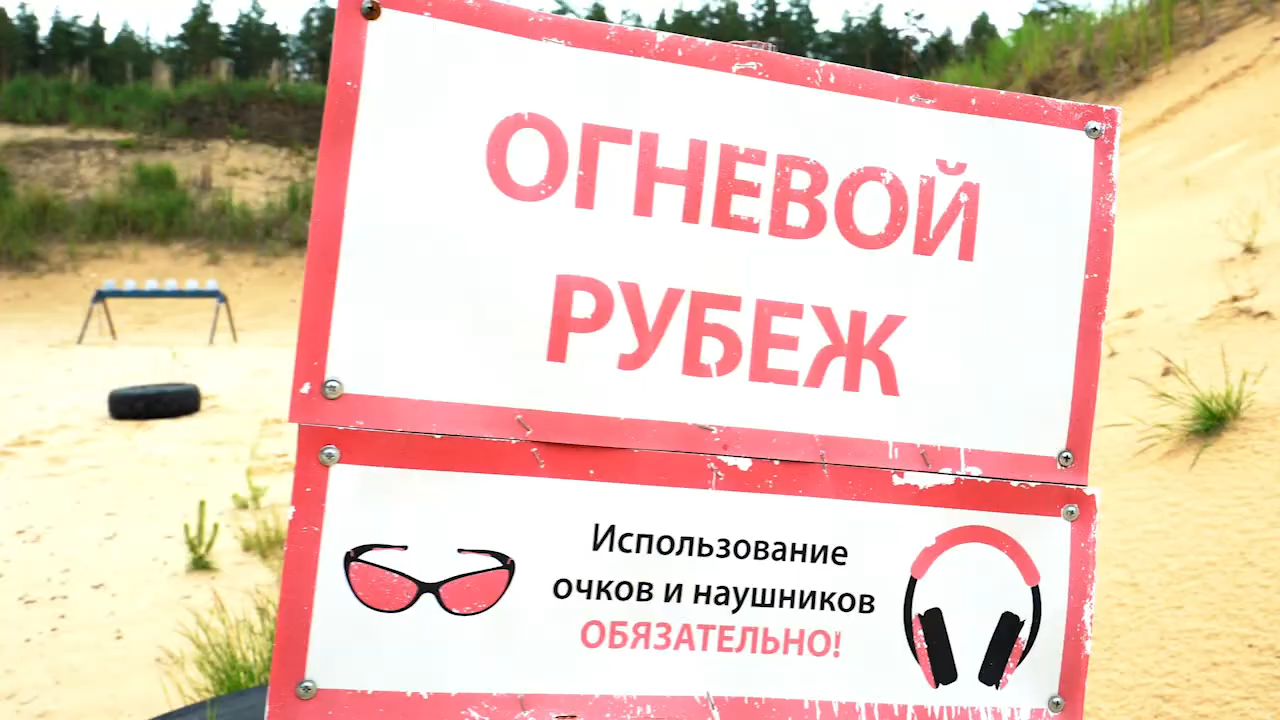 ОГНЕВОЙ
РУБЕЖ
Использование
очков и наушников
ОБЯЗАТЕЛЬНО!